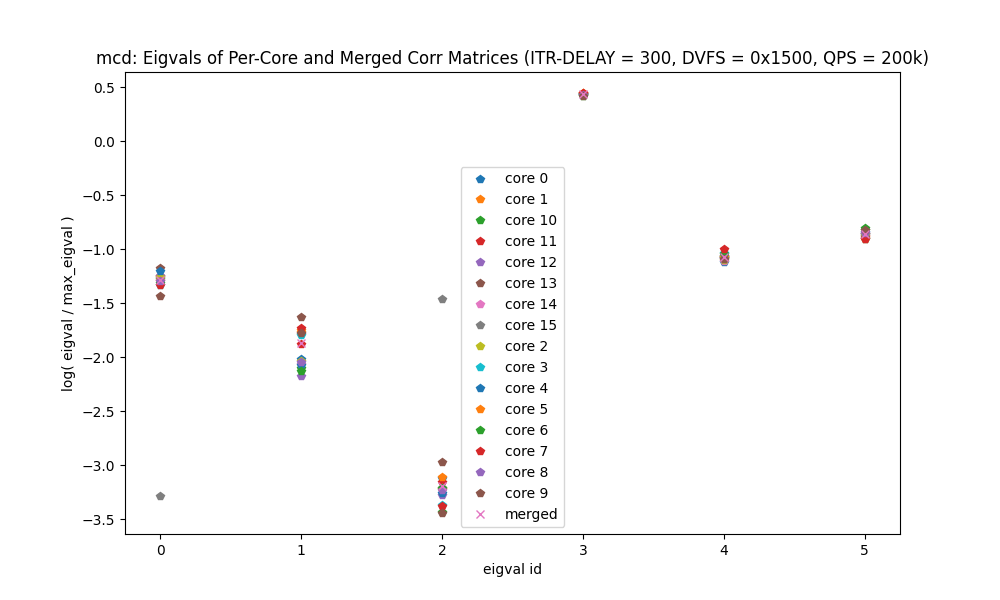 mcd: Eigvals of Per-Core and Merged Corr Matrices (ITR-DELAY = 300, DVFS = 0x1500, QPS = 200k)
log( eigval / max_eigval )
0.5
0.0
−0.5
−1.0
−1.5
−2.0
−2.5
−3.0
−3.5
core 0
core 1
core 10
core 11
core 12
core 13
core 14
core 15
core 2
core 3
core 4
core 5
core 6
core 7
core 8
core 9
merged
0 1 2 3 4 5
eigval id